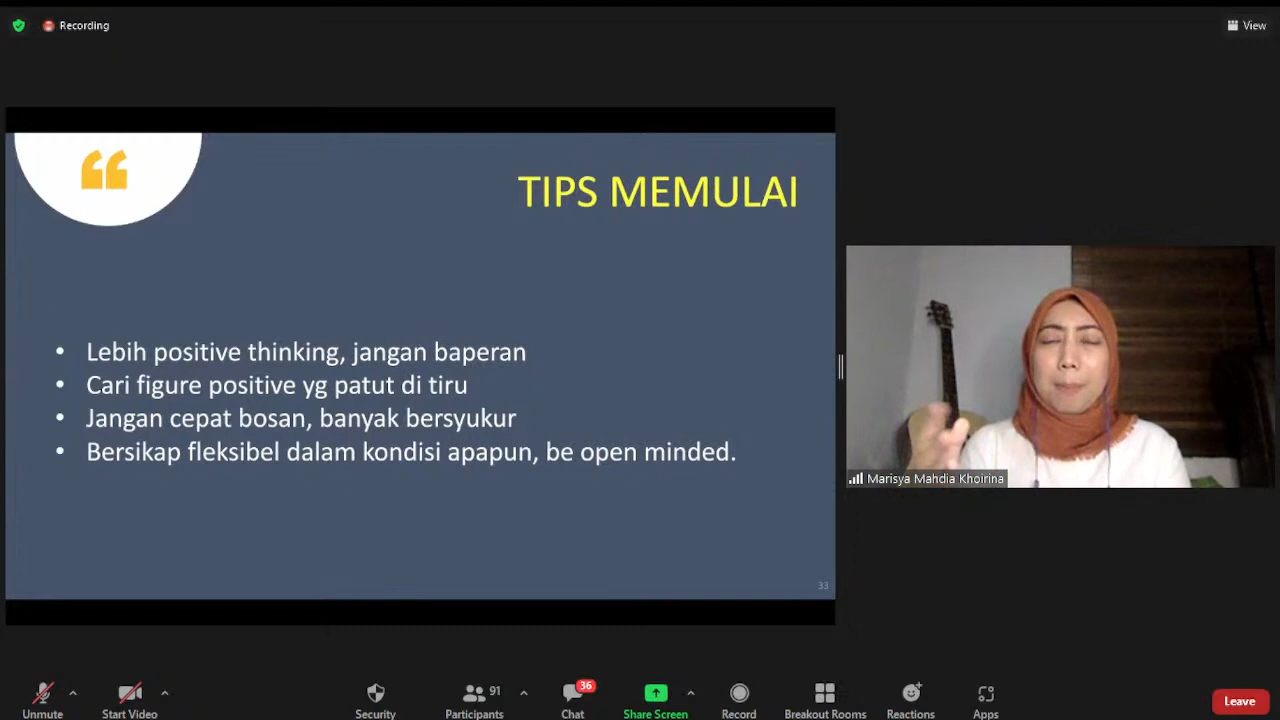 Recording
View
“
TIPS MEMULAI
• Lebih positive thinking, jangan baperan
• Cari figure positive yg patut di tiru
• Jangan cepat bosan, banyak bersyukur
• Bersikap fleksibel dalam kondisi apapun, be open minded.
33
Marisya Mahdia Khoirina
Unmute
Start Video
Security
91
Participants
36
Chat
Share Screen
Record
Breakout Rooms
Reactions
Apps
Leave